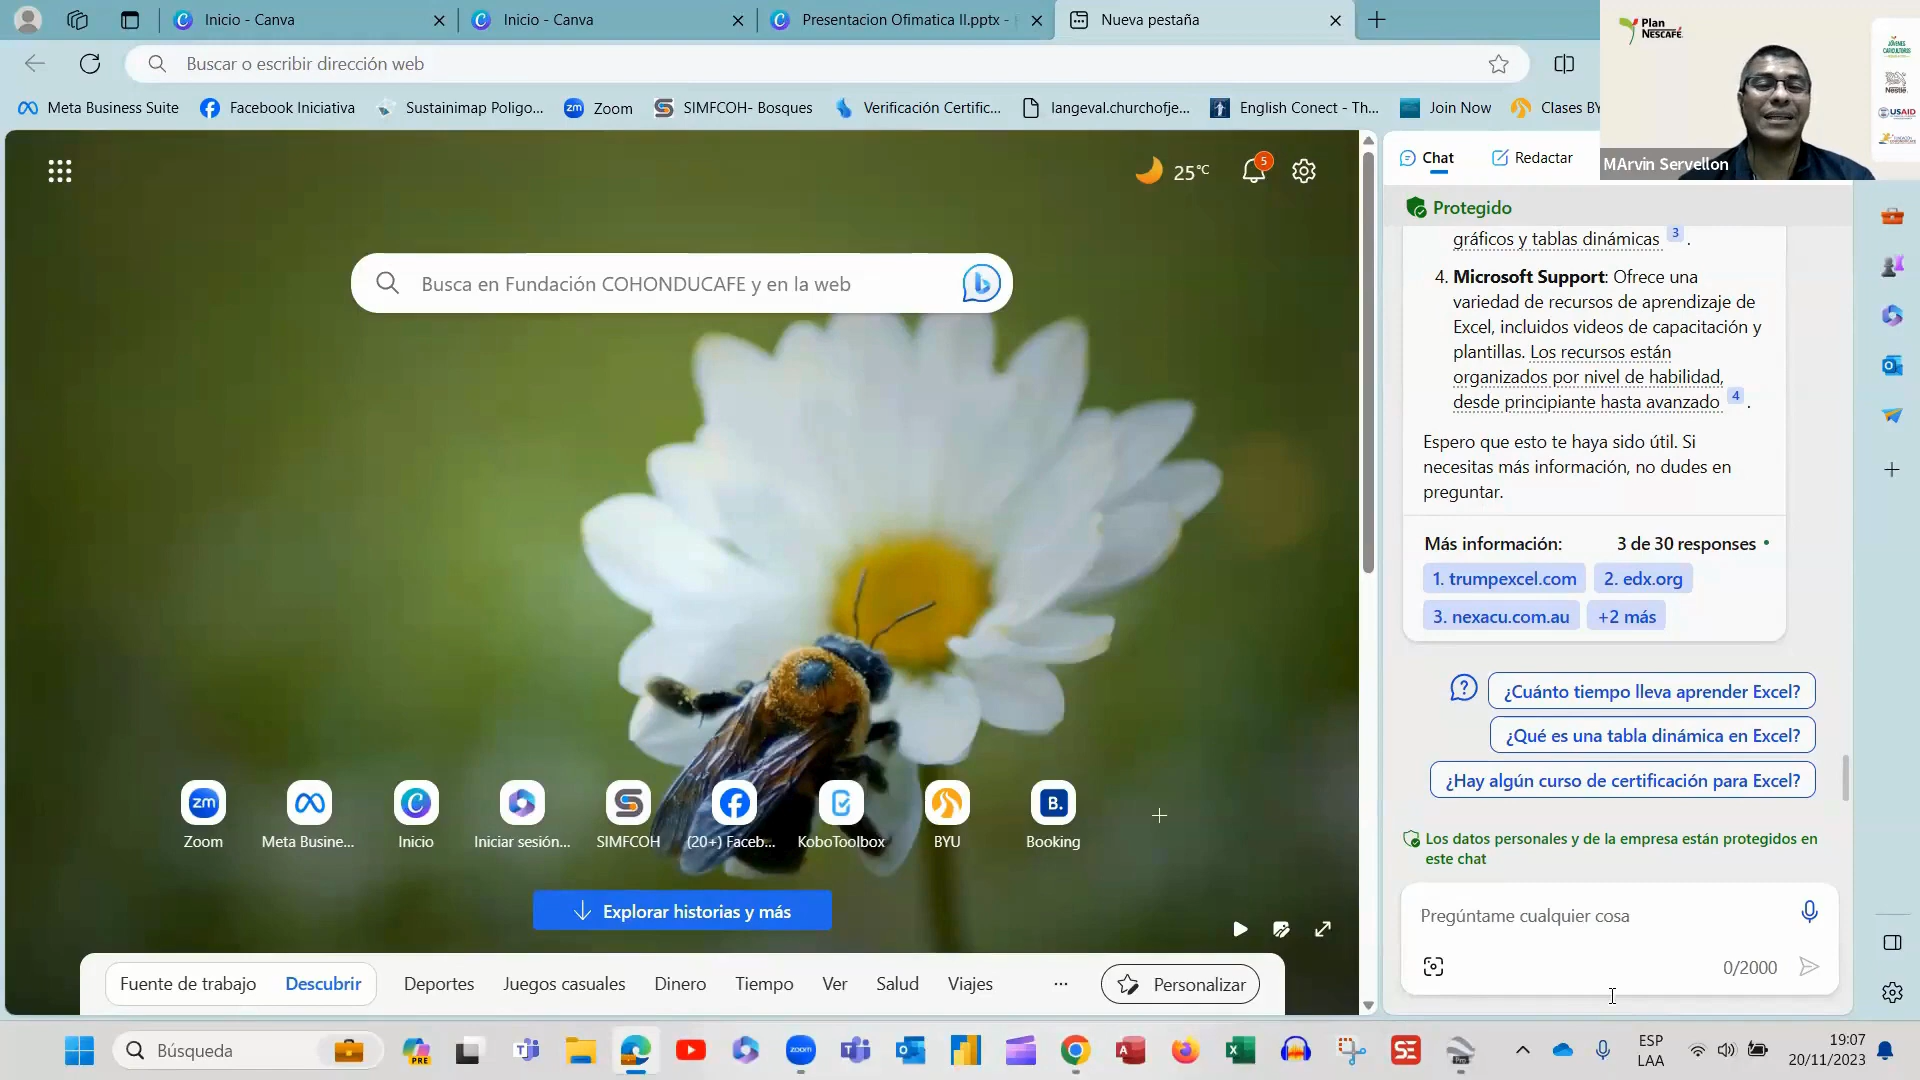 Inicio - Canva
Inicio - Canva
Presentacion Ofimatica II.pptx -
Nueva pestaña
Buscar o escribir dirección web
Meta Business Suite
Facebook Iniciativa
Sustainimap Poligo...
Zoom
SIMFCOH- Bosques
Verificación Certific...
langeval.churchofje...
English Conect - Th...
Join Now
Clases BY
Plan
NESCAFÉ
MArvin Servellon
USAID
25°C
5
Busca en Fundación COHONDUCAFE y en la web
Zoom
Meta Busine...
Inicio
Iniciar sesión...
SIMFCOH
(20+) Faceb...
KoboToolbox
BYU
Booking
Explorar historias y más
Fuente de trabajo
Descubrir
Deportes
Juegos casuales
Dinero
Tiempo
Ver
Salud
Viajes
...
Personalizar
Chat
Redactar
Protegido
gráficos y tablas dinámicas 3 .
4. Microsoft Support: Ofrece una
variedad de recursos de aprendizaje de
Excel, incluidos videos de capacitación y
plantillas. Los recursos están
organizados por nivel de habilidad,
desde principiante hasta avanzado 4 .
Espero que esto te haya sido útil. Si
necesitas más información, no dudes en
preguntar.
Más información:
3 de 30 responses
1. trumpexcel.com
2. edx.org
3. nexacu.com.au
+2 más
¿Cuánto tiempo lleva aprender Excel?
¿Qué es una tabla dinámica en Excel?
¿Hay algún curso de certificación para Excel?
Los datos personales y de la empresa están protegidos en
este chat
Pregúntame cualquier cosa
0/2000
Búsqueda
PRE
zoom
SE
ESP
LAA
19:07
20/11/2023